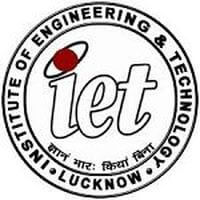 INSTITUTE OF ENGINEERING & TECHNOLOGY
iet
ज्ञानं भारः क्रियां बिना
• LUCKNOW •